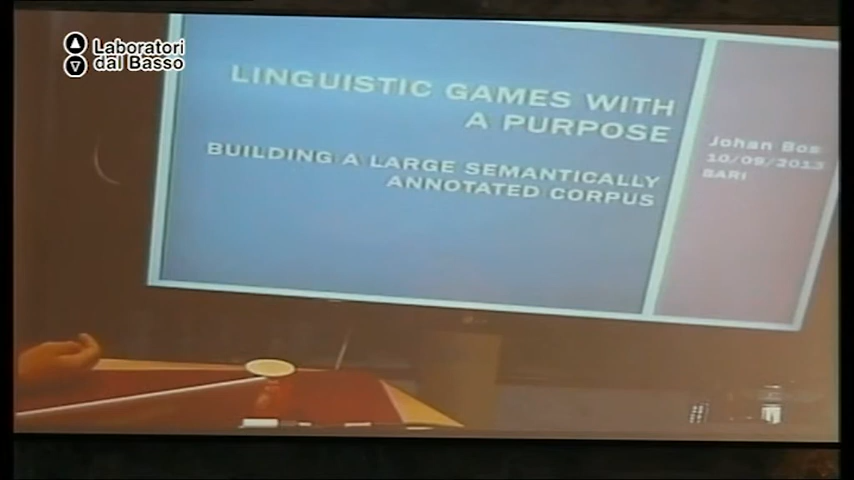 Laboratori
dal Basso
LINGUISTIC GAMES WITH
A PURPOSE
BUILDING A LARGE SEMANTICALLY
ANNOTATED CORPUS
Johan Bos
10/09/2013
BARI